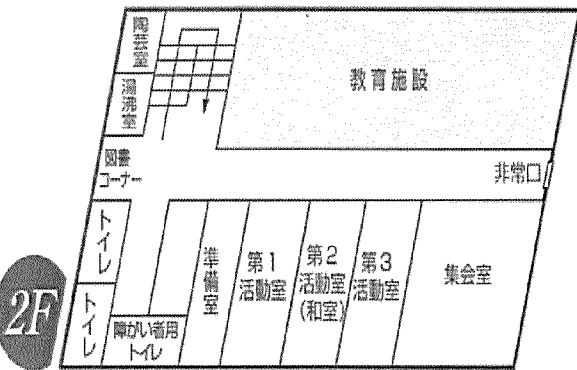 陶芸室
教育施設
湯沸室
図書
コーナー
非常口
トイレ
準備室
第1
活動室
第2
活動室
(和室)
第3
活動室
集会室
2F
トイレ
障がい者用
トイレ